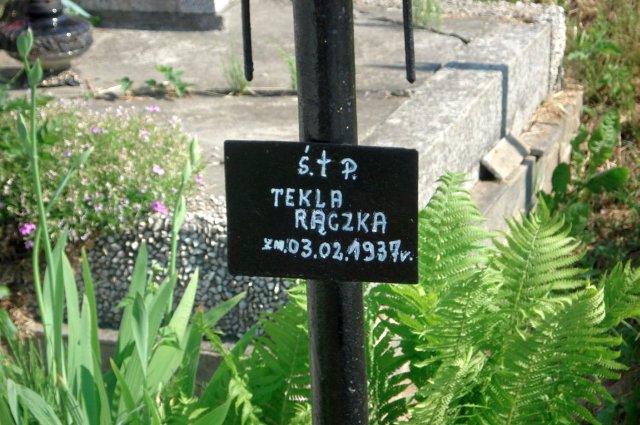 Ś. † P.
TEKLA
RĄCZKA
zm. 03.02.1937r.